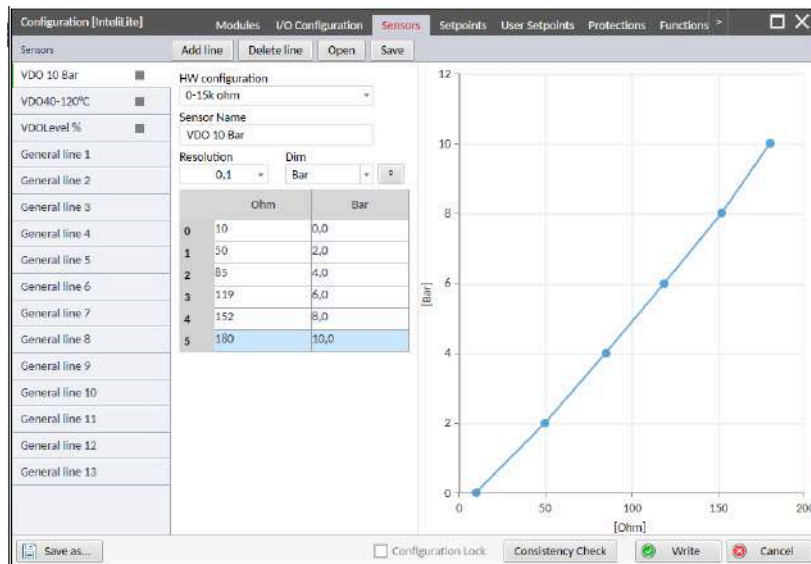 Configuration [InteliLite]
Modules I/O Configuration Sensors Setpoints User Setpoints Protections Functions >
Sensors
Add line Delete line Open Save
VDO 10 Bar
VDO40-120°C
VDOLevel %
General line 1
General line 2
General line 3
General line 4
General line 5
General line 6
General line 7
General line 8
General line 9
General line 10
General line 11
General line 12
General line 13
HW configuration
0-15k ohm
Sensor Name
VDO 10 Bar
Resolution Dim
0,1 Bar °
Ohm Bar
0 10 0,0
1 50 2,0
2 85 4,0
3 119 6,0
4 152 8,0
5 180 10,0
12
10
8
6
4
2
0
[Bar]
0 50 100 150 200
[Ohm]
Save as... Configuration Lock Consistency Check Write Cancel